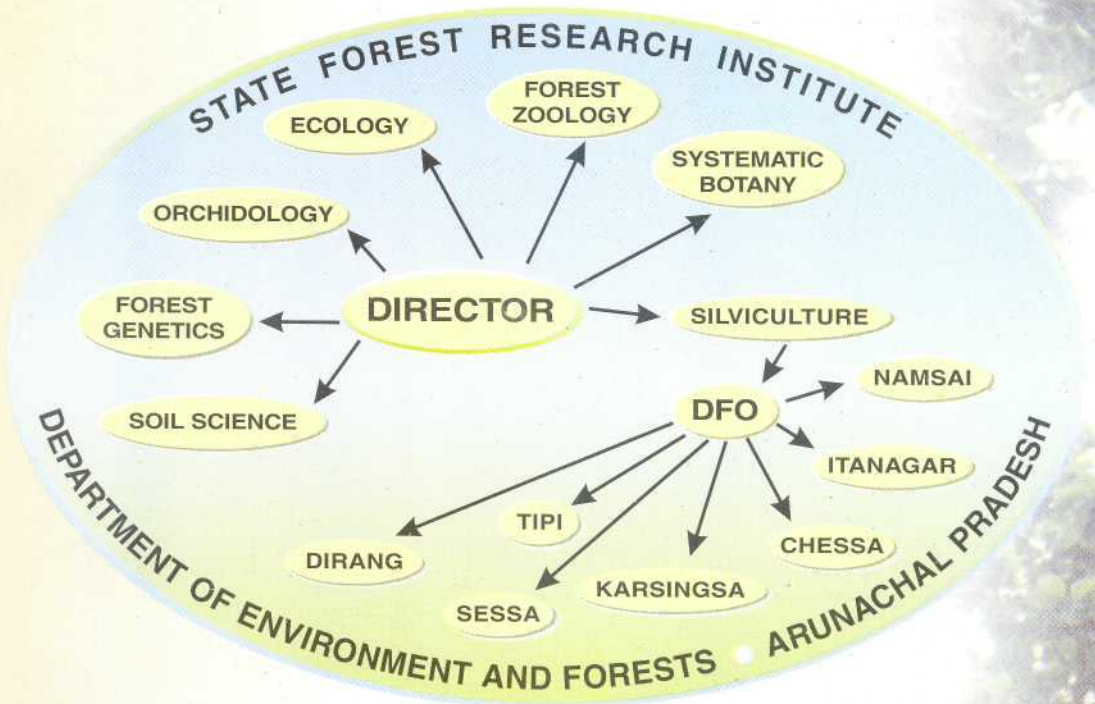 STATE FOREST RESEARCH INSTITUTE
FOREST
ZOOLOGY
ECOLOGY
SYSTEMATIC
BOTANY
ORCHIDOLOGY
DIRECTOR
FOREST
GENETICS
SILVICULTURE
SOIL SCIENCE
NAMSAI
DFO
ITANAGAR
TIPI
CHESSA
DIRANG
KARSINGSA
SESSA
DEPARTMENT OF ENVIRONMENT AND FORESTS • ARUNACHAL PRADESH